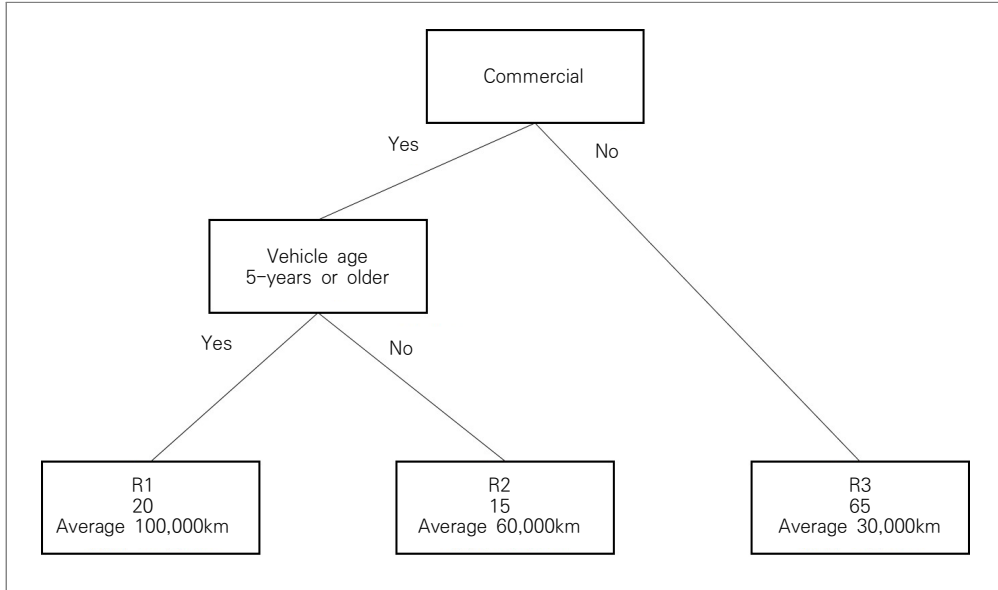 Commercial
Yes
No
Vehicle age
5-years or older
Yes
No
R1
20
Average 100,000km
R2
15
Average 60,000km
R3
65
Average 30,000km